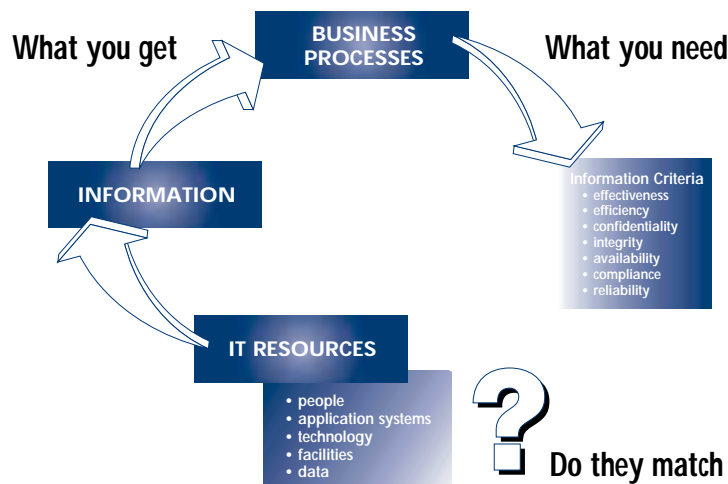 What you get
BUSINESS
PROCESSES
What you need
INFORMATION
Information Criteria
• effectiveness
• efficiency
• confidentiality
• integrity
• availability
• compliance
• reliability
IT RESOURCES
• people
• application systems
• technology
• facilities
• data
?
Do they match